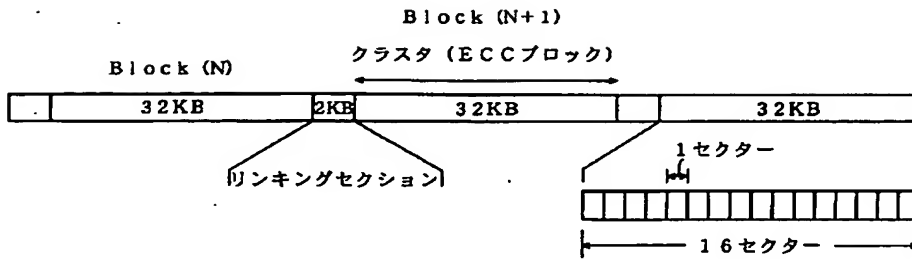 Block (N+1)
クラスタ (ECCブロック)
Block (N)
32KB
2KB
32KB
32KB
リンキングセクション
1セクター
16セクター